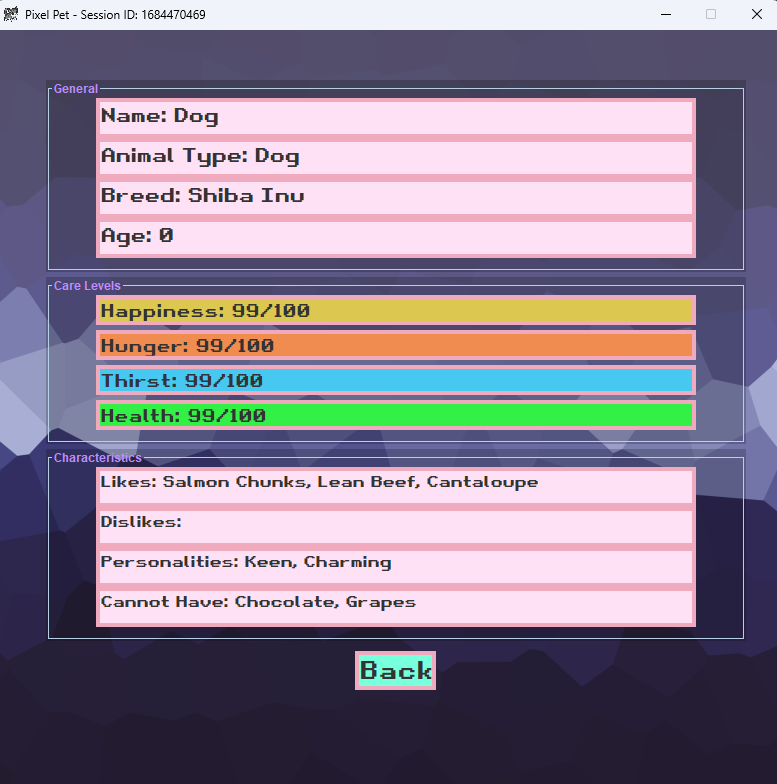 Pixel Pet - Session ID: 1684470469
General
Name: Dog
Animal Type: Dog
Breed: Shiba Inu
Age: 0
Care Levels
Happiness: 99/100
Hunger: 99/100
Thirst: 99/100
Health: 99/100
Characteristics
Likes: Salmon Chunks, Lean Beef, Cantaloupe
Dislikes:
Personalities: Keen, Charming
Cannot Have: Chocolate, Grapes
Back